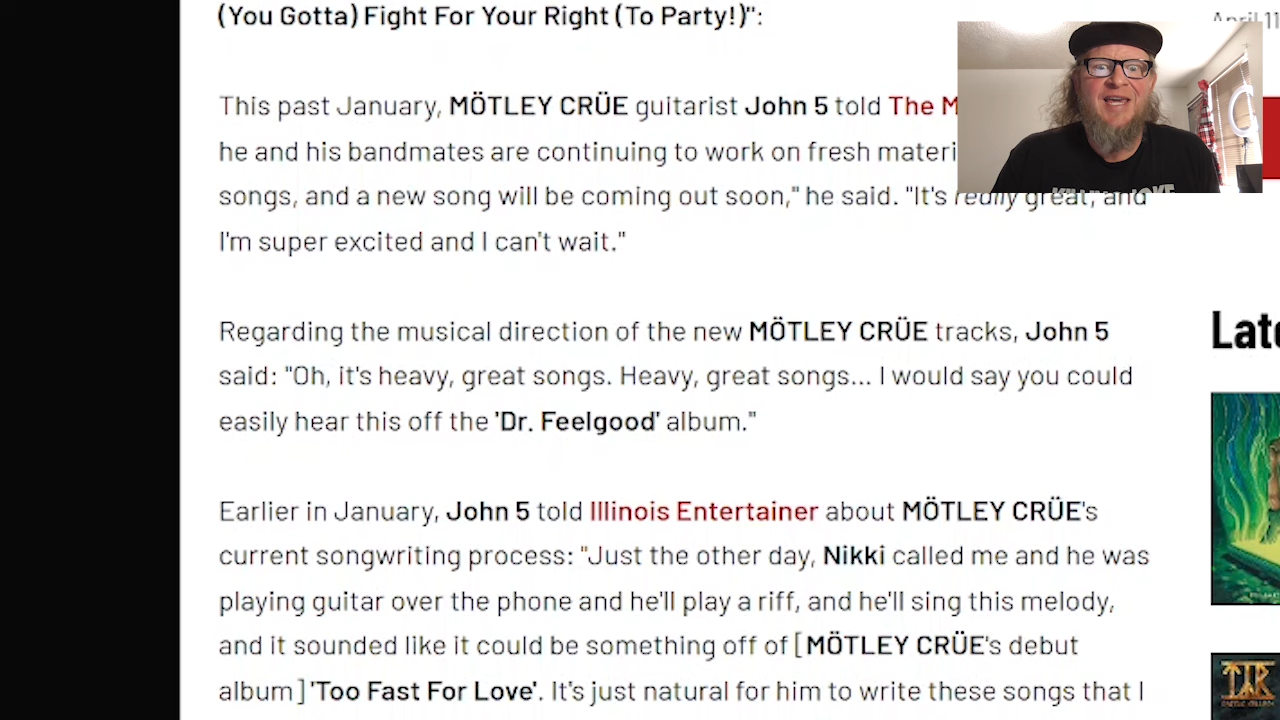 (You Gotta) Fight For Your Right (To Party!)":
April 11
This past January, MÖTLEY CRÜE guitarist John 5 told The M
he and his bandmates are continuing to work on fresh materi
songs, and a new song will be coming out soon," he said. "It's really great, and
I'm super excited and I can't wait."
Regarding the musical direction of the new MÖTLEY CRÜE tracks, John 5
said: "Oh, it's heavy, great songs. Heavy, great songs... I would say you could
easily hear this off the 'Dr. Feelgood' album."
Earlier in January, John 5 told Illinois Entertainer about MÖTLEY CRÜE's
current songwriting process: "Just the other day, Nikki called me and he was
playing guitar over the phone and he'll play a riff, and he'll sing this melody,
and it sounded like it could be something off of [MÖTLEY CRÜE's debut
album] 'Too Fast For Love'. It's just natural for him to write these songs that I
KILLING JOKE
Late